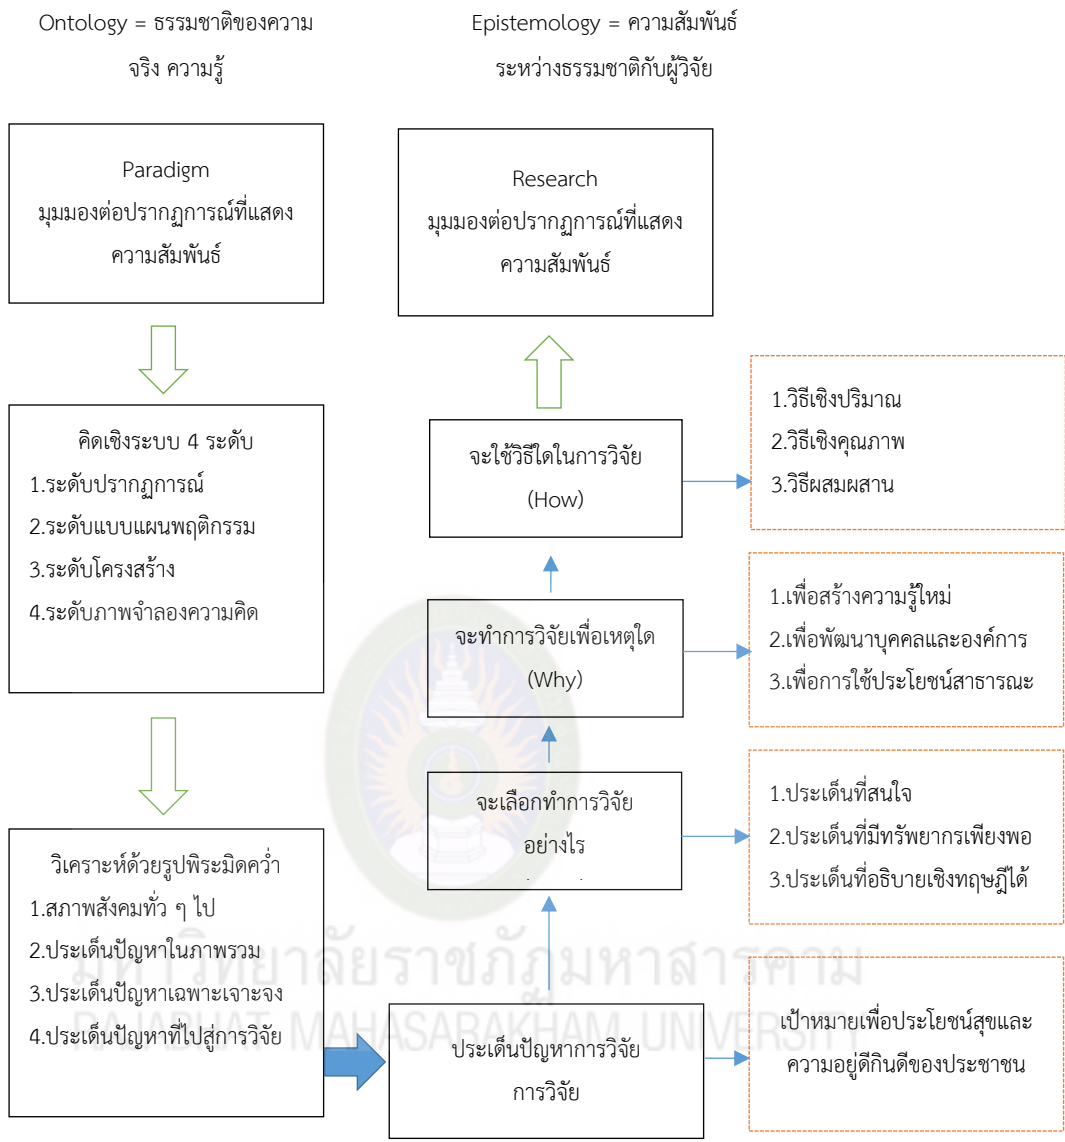 Ontology = ธรรมชาติของความ
จริง ความรู้
Epistemology = ความสัมพันธ์
ระหว่างธรรมชาติกับผู้วิจัย
Paradigm
มุมมองต่อปรากฏการณ์ที่แสดง
ความสัมพันธ์
Research
มุมมองต่อปรากฏการณ์ที่แสดง
ความสัมพันธ์
คิดเชิงระบบ 4 ระดับ
1.ระดับปรากฏการณ์
2.ระดับแบบแผนพฤติกรรม
3.ระดับโครงสร้าง
4.ระดับภาพจำลองความคิด
จะใช้วิธีใดในการวิจัย
(How)
1.วิธีเชิงปริมาณ
2.วิธีเชิงคุณภาพ
3.วิธีผสมผสาน
จะทำการวิจัยเพื่อเหตุใด
(Why)
1.เพื่อสร้างความรู้ใหม่
2.เพื่อพัฒนาบุคคลและองค์การ
3.เพื่อการใช้ประโยชน์สาธารณะ
จะเลือกทำการวิจัย
อย่างไร
1.ประเด็นที่สนใจ
2.ประเด็นที่มีทรัพยากรเพียงพอ
3.ประเด็นที่อธิบายเชิงทฤษฎีได้
วิเคราะห์ด้วยรูปพิระมิดคว่ำ
1.สภาพสังคมทั่ว ๆ ไป
2.ประเด็นปัญหาในภาพรวม
3.ประเด็นปัญหาเฉพาะเจาะจง
4.ประเด็นปัญหาที่ไปสู่การวิจัย
ประเด็นปัญหาการวิจัย
การวิจัย
เป้าหมายเพื่อประโยชน์สุขและ
ความอยู่ดีกินดีของประชาชน
มหาวิทยาลัยราชภัฏมหาสารคาม
RAJABHAT MAHASARAKHAM UNIVERSITY